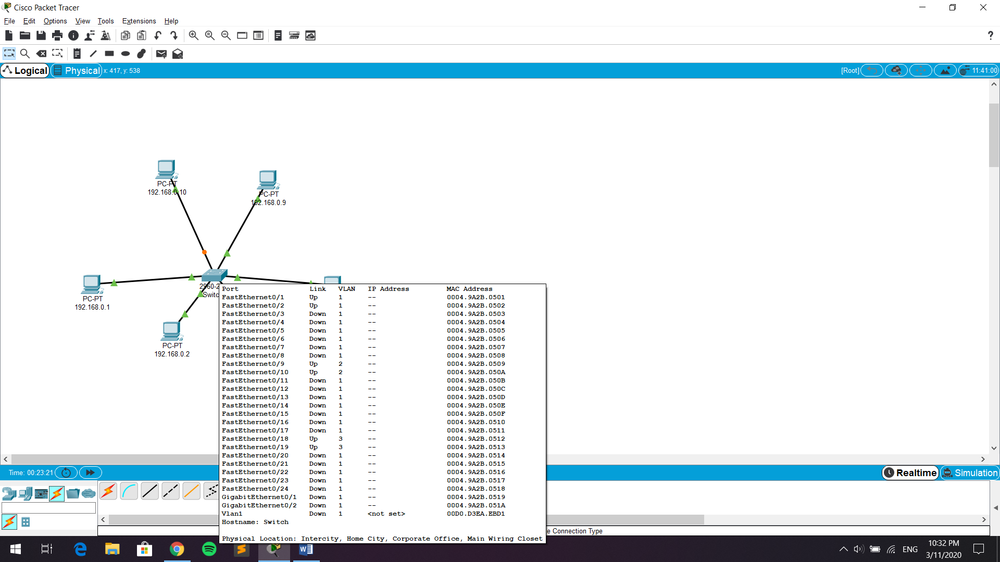 Cisco Packet Tracer
File Edit Options View Tools Extensions Help
Logical Physical x: 417, y: 538 [Root] 11:41:00
PC-PT
192.168.0.10
PC-PT
192.168.0.9
PC-PT
192.168.0.1
2960-2
Switc
PC-PT
192.168.0.2
Port Link VLAN IP Address MAC Address
FastEthernet0/1 Up 1 -- 0004.9A2B.0501
FastEthernet0/2 Up 1 -- 0004.9A2B.0502
FastEthernet0/3 Down 1 -- 0004.9A2B.0503
FastEthernet0/4 Down 1 -- 0004.9A2B.0504
FastEthernet0/5 Down 1 -- 0004.9A2B.0505
FastEthernet0/6 Down 1 -- 0004.9A2B.0506
FastEthernet0/7 Down 1 -- 0004.9A2B.0507
FastEthernet0/8 Down 1 -- 0004.9A2B.0508
FastEthernet0/9 Up 2 -- 0004.9A2B.0509
FastEthernet0/10 Up 2 -- 0004.9A2B.050A
FastEthernet0/11 Down 1 -- 0004.9A2B.050B
FastEthernet0/12 Down 1 -- 0004.9A2B.050C
FastEthernet0/13 Down 1 -- 0004.9A2B.050D
FastEthernet0/14 Down 1 -- 0004.9A2B.050E
FastEthernet0/15 Down 1 -- 0004.9A2B.050F
FastEthernet0/16 Down 1 -- 0004.9A2B.0510
FastEthernet0/17 Down 1 -- 0004.9A2B.0511
FastEthernet0/18 Up 3 -- 0004.9A2B.0512
FastEthernet0/19 Up 3 -- 0004.9A2B.0513
FastEthernet0/20 Down 1 -- 0004.9A2B.0514
FastEthernet0/21 Down 1 -- 0004.9A2B.0515
FastEthernet0/22 Down 1 -- 0004.9A2B.0516
FastEthernet0/23 Down 1 -- 0004.9A2B.0517
FastEthernet0/24 Down 1 -- 0004.9A2B.0518
GigabitEthernet0/1 Down 1 -- 0004.9A2B.0519
GigabitEthernet0/2 Down 1 -- 0004.9A2B.051A
Vlan1 Down 1 <not set> 00D0.D3EA.EBD1
Hostname: Switch
Physical Location: Intercity, Home City, Corporate Office, Main Wiring Closet
Time: 00:23:21 Realtime Simulation
e Connection Type
ENG 10:32 PM
3/11/2020